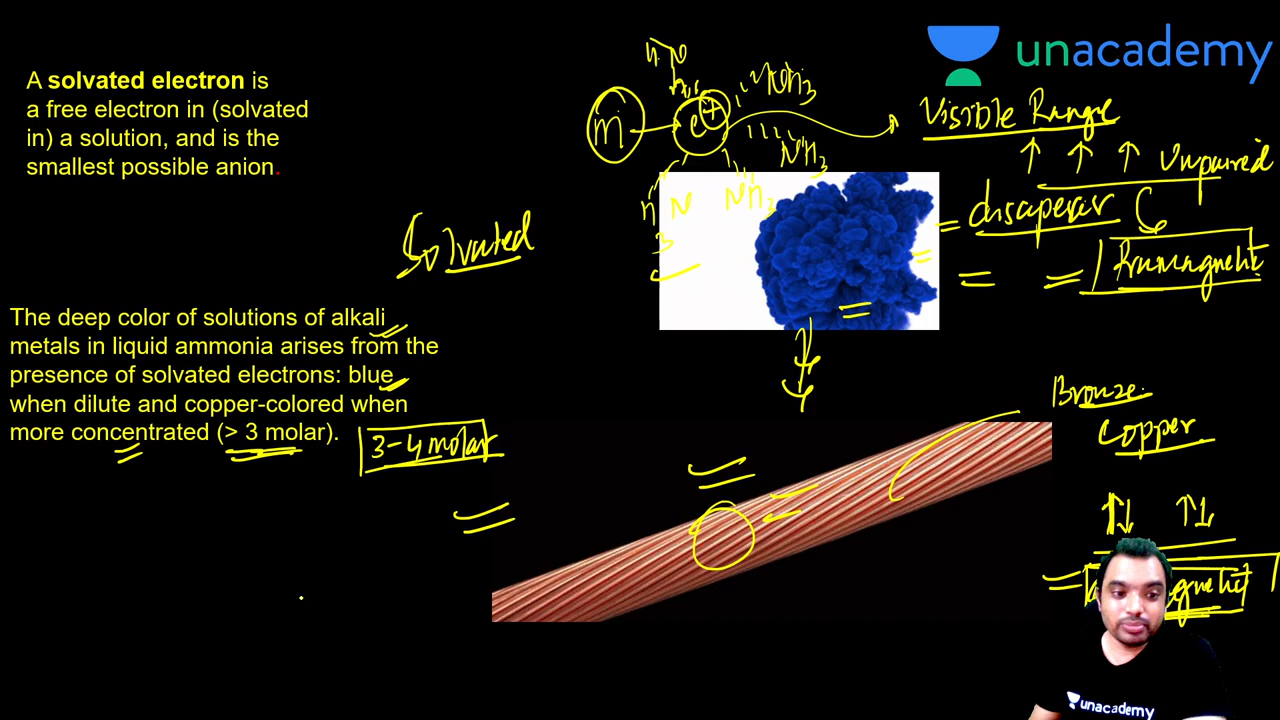 unacademy
A solvated electron is
a free electron in (solvated
in) a solution, and is the
smallest possible anion.
NH3
NH3
NH3
M
e
Visible Range
Unpaired
disaperar
Solvated
The deep color of solutions of alkali
metals in liquid ammonia arises from the
presence of solvated electrons: blue
when dilute and copper-colored when
more concentrated (> 3 molar).
3-4 molar
Bronze
Copper
unacademy